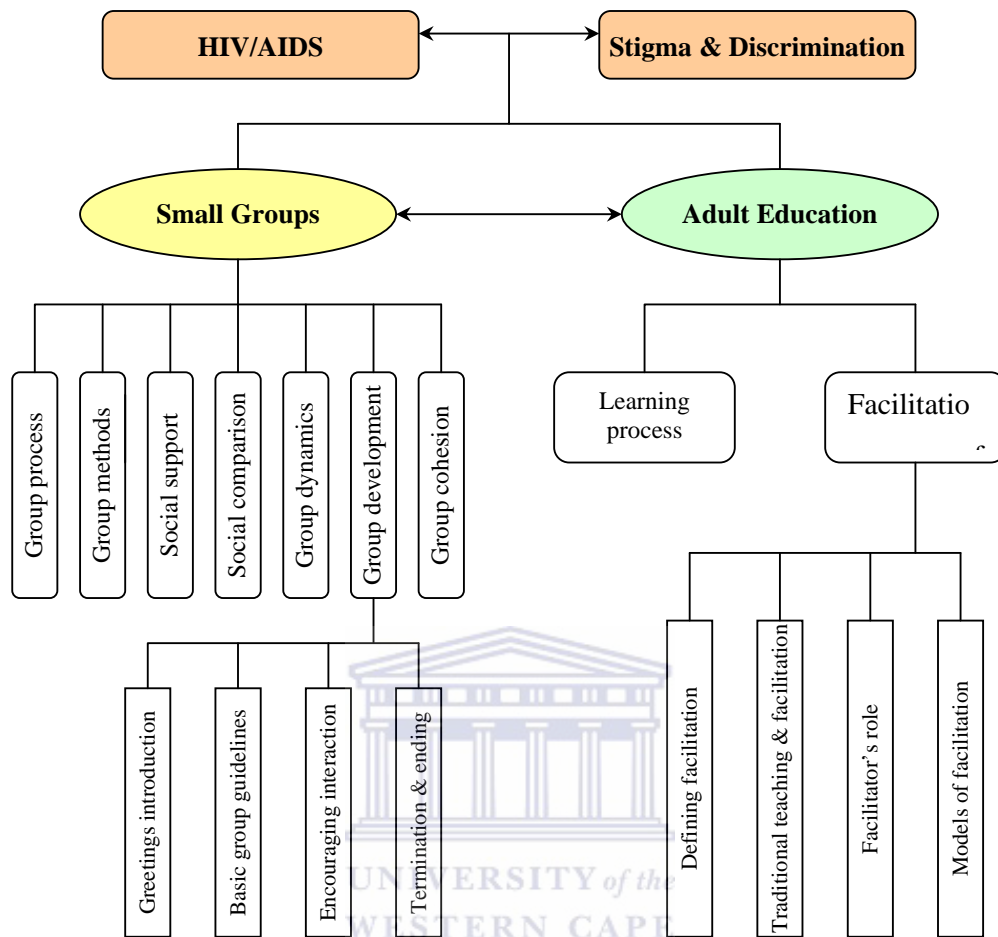 HIV/AIDS
Stigma & Discrimination
Small Groups
Adult Education
Group process
Group methods
Social support
Social comparison
Group dynamics
Group development
Group cohesion
Learning
process
Facilitatio
Greetings introduction
Basic group guidelines
Encouraging interaction
Termination & ending
Defining facilitation
Traditional teaching & facilitation
Facilitator's role
Models of facilitation
UNIVERSITY of the
WESTERN CAPE